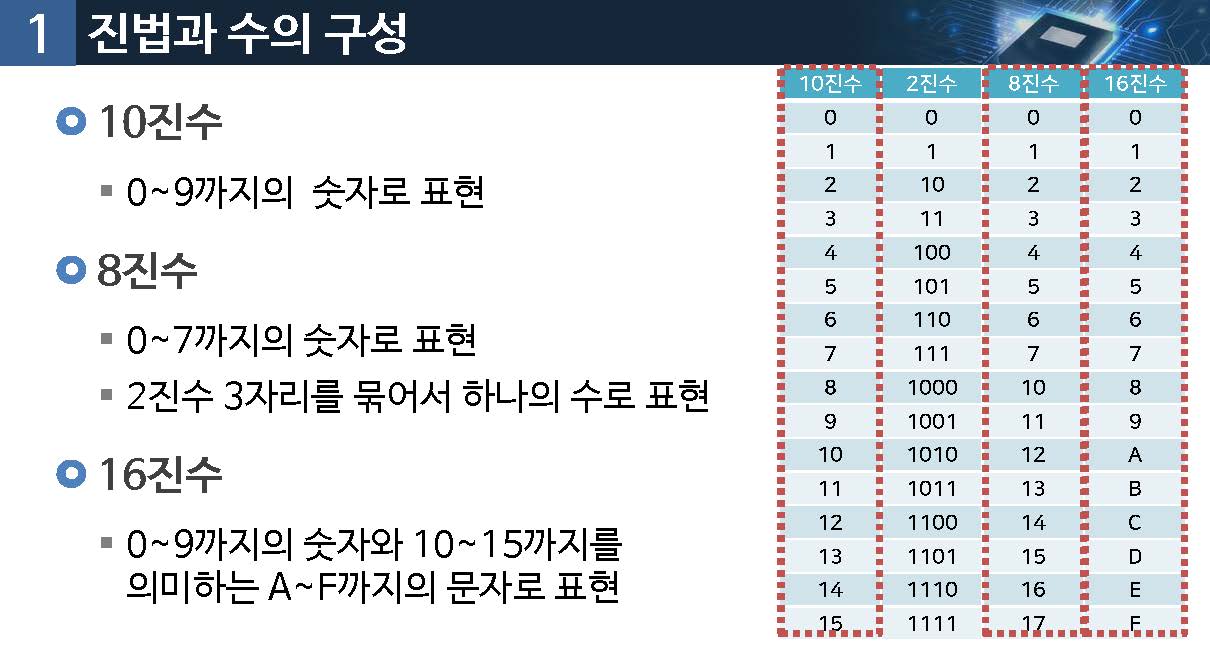 1 진법과 수의 구성
10진수
0~9까지의 숫자로 표현
8진수
0~7까지의 숫자로 표현
2진수 3자리를 묶어서 하나의 수로 표현
16진수
0~9까지의 숫자와 10~15까지를
의미하는 A~F까지의 문자로 표현
10진수 2진수 8진수 16진수
0 0 0 0
1 1 1 1
2 10 2 2
3 11 3 3
4 100 4 4
5 101 5 5
6 110 6 6
7 111 7 7
8 1000 10 8
9 1001 11 9
10 1010 12 A
11 1011 13 B
12 1100 14 C
13 1101 15 D
14 1110 16 E
15 1111 17 F